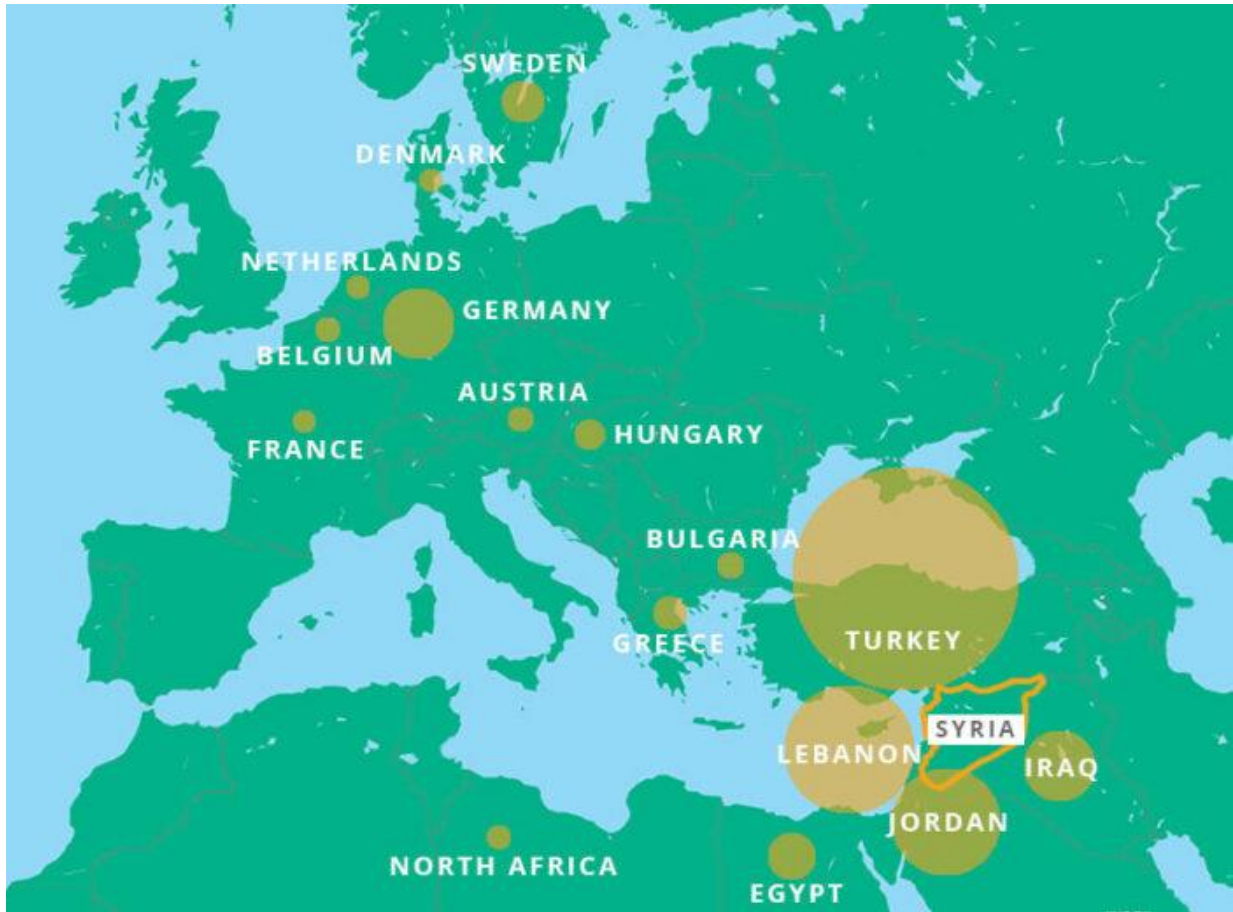 SWEDEN
DENMARK
NETHERLANDS
GERMANY
BELGIUM
AUSTRIA
FRANCE
HUNGARY
BULGARIA
GREECE
TURKEY
SYRIA
LEBANON
IRAQ
JORDAN
NORTH AFRICA
EGYPT